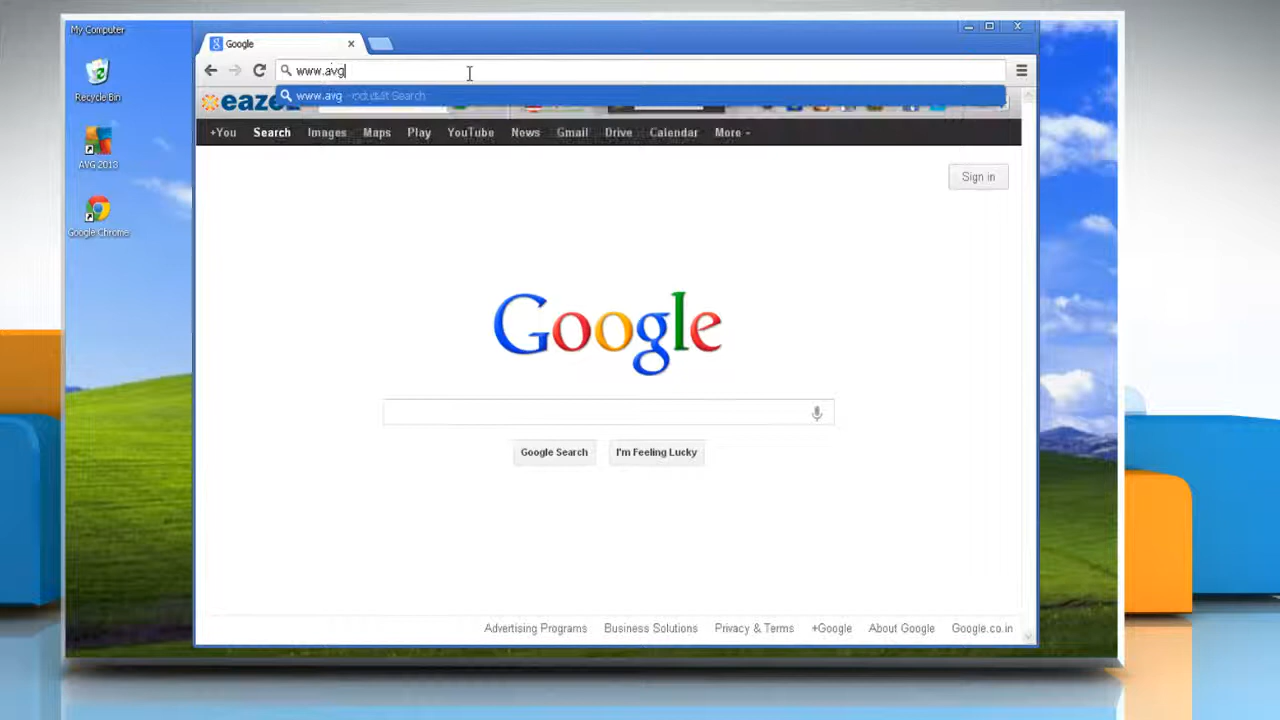 My Computer
Google
www.avg
www.avg
Search
eaze
Recycle Bin
+You Search Images Maps Play YouTube News Gmail Drive Calendar More
AVG 2013
Sign in
Google Chrome
Google
Google Search I'm Feeling Lucky
Advertising Programs Business Solutions Privacy & Terms +Google About Google Google.co.in